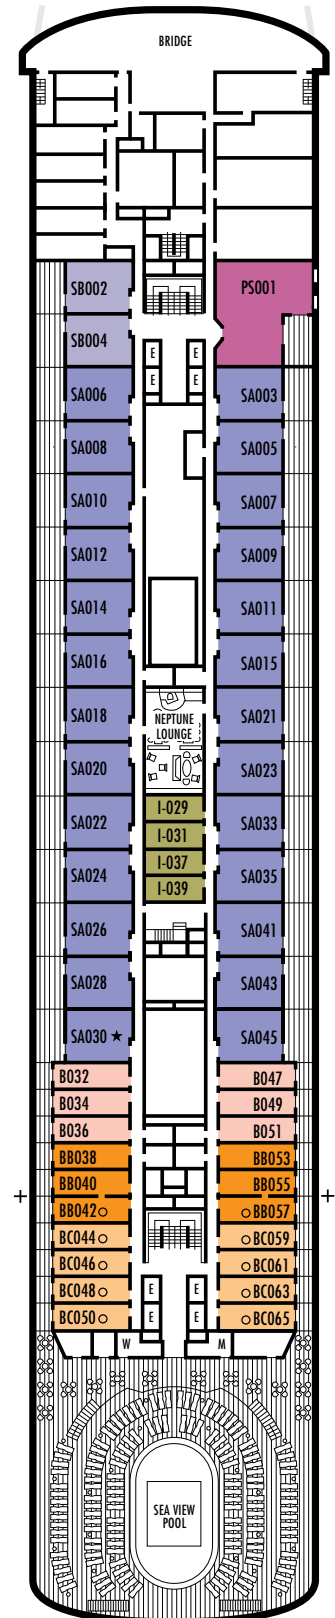 BRIDGE
SB002
PS001
SB004
E
E
E
E
SA006
SA003
SA008
SA005
SA010
SA007
SA012
SA009
SA014
SA011
SA016
SA015
SA018
SA021
NEPTUNE
LOUNGE
SA020
SA023
SA022
I-029
SA033
I-031
SA024
I-037
SA035
I-039
SA026
SA041
SA028
SA043
SA030 ★
SA045
B032
B047
B034
B049
B036
B051
BB038
BB053
BB040
BB055
BB042
BB057
BC044
BC059
BC046
BC061
BC048
E
E
BC063
BC050
E
E
BC065
W
M
SEA VIEW
POOL